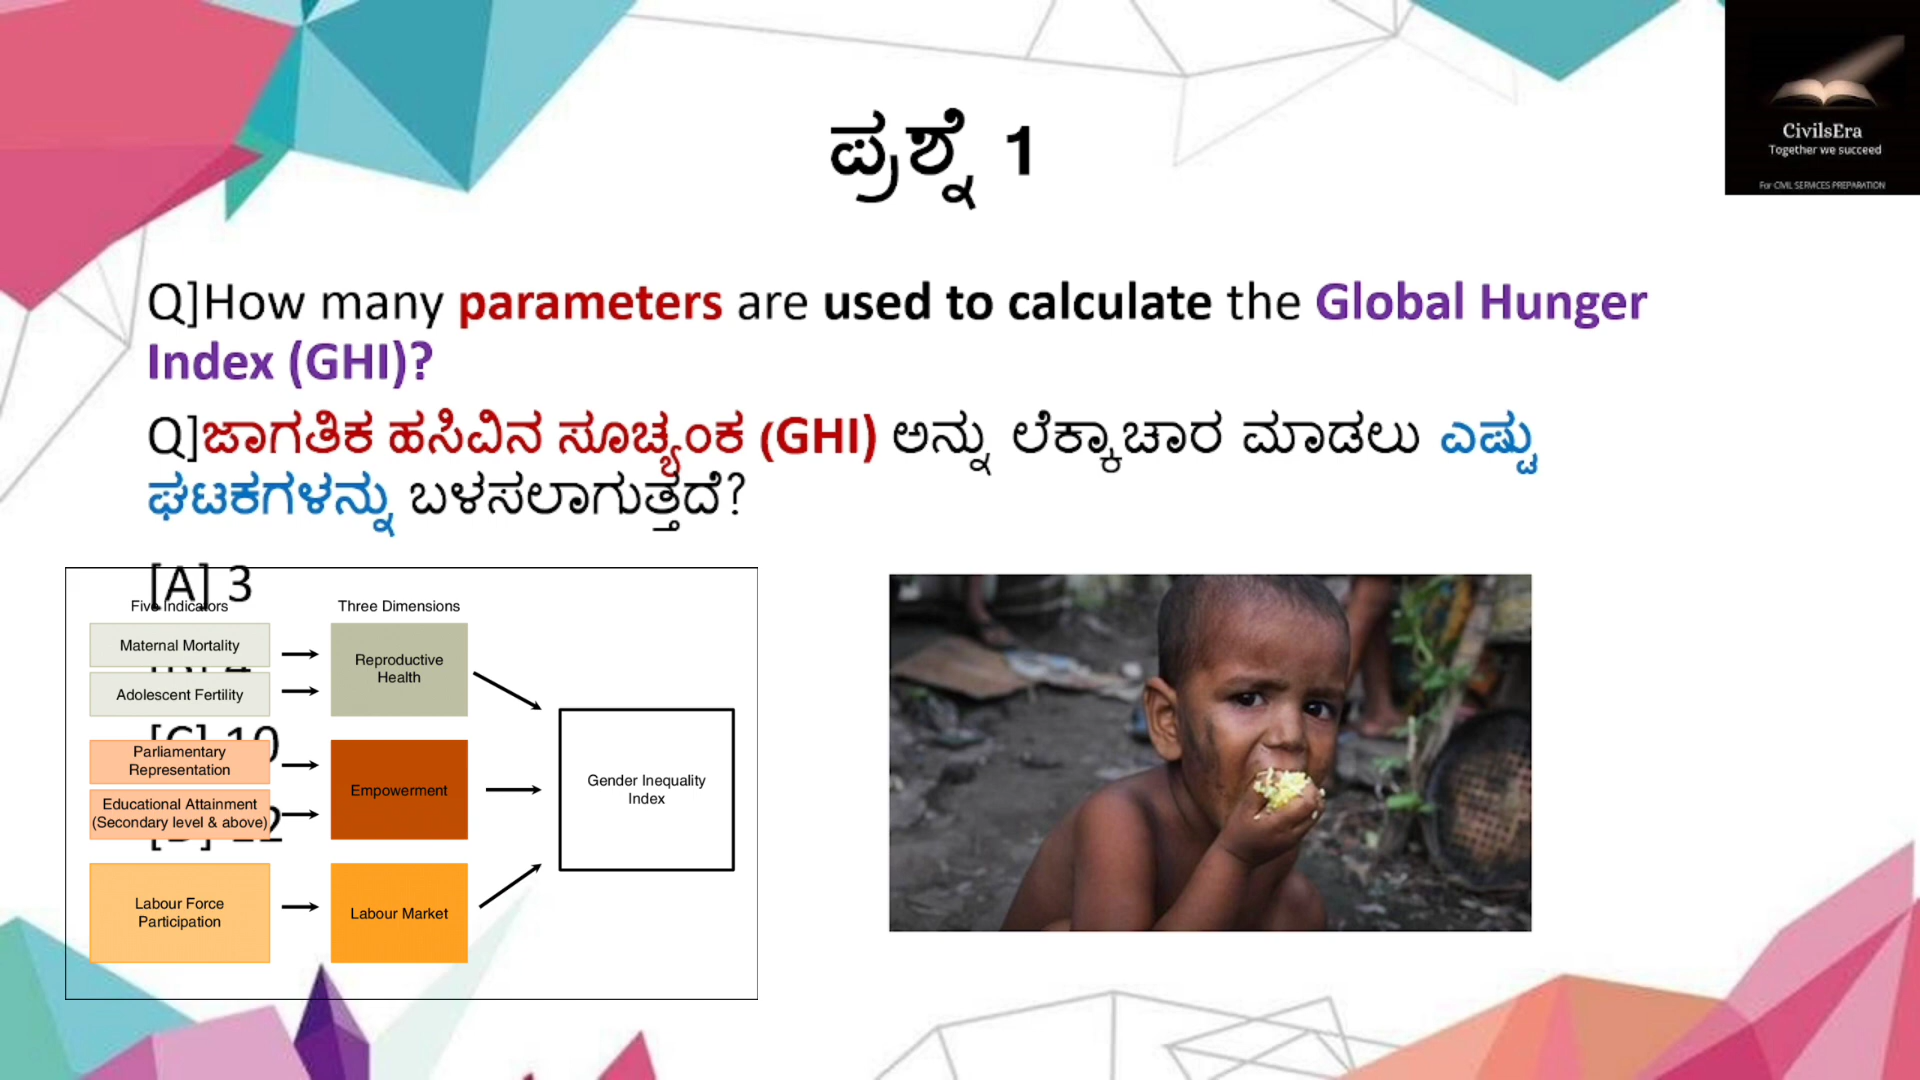 CivilsEra
Together we succeed
For CIVIL SERVICES PREPARATION
ಪ್ರಶ್ನೆ 1
Q]How many parameters are used to calculate the Global Hunger
Index (GHI)?
Q]ಜಾಗತಿಕ ಹಸಿವಿನ ಸೂಚ್ಯಂಕ (GHI) ಅನ್ನು ಲೆಕ್ಕಾಚಾರ ಮಾಡಲು ಎಷ್ಟು
ಘಟಕಗಳನ್ನು ಬಳಸಲಾಗುತ್ತದೆ?
[A] 3
[C] 10
Five Indicators
Three Dimensions
Maternal Mortality
Adolescent Fertility
Parliamentary
Representation
Educational Attainment
(Secondary level & above)
Labour Force
Participation
Reproductive
Health
Empowerment
Labour Market
Gender Inequality
Index